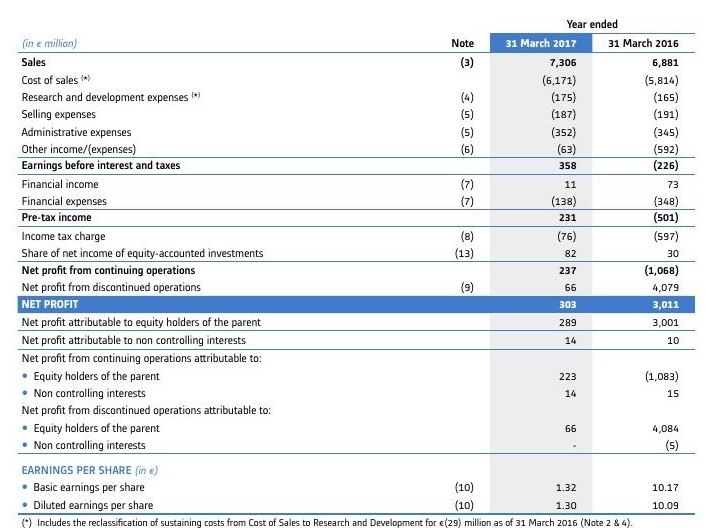 Year ended
(in € million) Note 31 March 2017 31 March 2016
Sales (3) 7,306 6,881
Cost of sales (*) (6,171) (5,814)
Research and development expenses (*) (4) (175) (165)
Selling expenses (5) (187) (191)
Administrative expenses (5) (352) (345)
Other income/(expenses) (6) (63) (592)
Earnings before interest and taxes 358 (226)
Financial income (7) 11 73
Financial expenses (7) (138) (348)
Pre-tax income 231 (501)
Income tax charge (8) (76) (597)
Share of net income of equity-accounted investments (13) 82 30
Net profit from continuing operations 237 (1,068)
Net profit from discontinued operations (9) 66 4,079
NET PROFIT 303 3,011
Net profit attributable to equity holders of the parent 289 3,001
Net profit attributable to non controlling interests 14 10
Net profit from continuing operations attributable to:
• Equity holders of the parent 223 (1,083)
• Non controlling interests 14 15
Net profit from discontinued operations attributable to:
• Equity holders of the parent 66 4,084
• Non controlling interests - (5)
EARNINGS PER SHARE (in €)
• Basic earnings per share (10) 1.32 10.17
• Diluted earnings per share (10) 1.30 10.09
(*) Includes the reclassification of sustaining costs from Cost of Sales to Research and Development for €(29) million as of 31 March 2016 (Note 2 & 4).